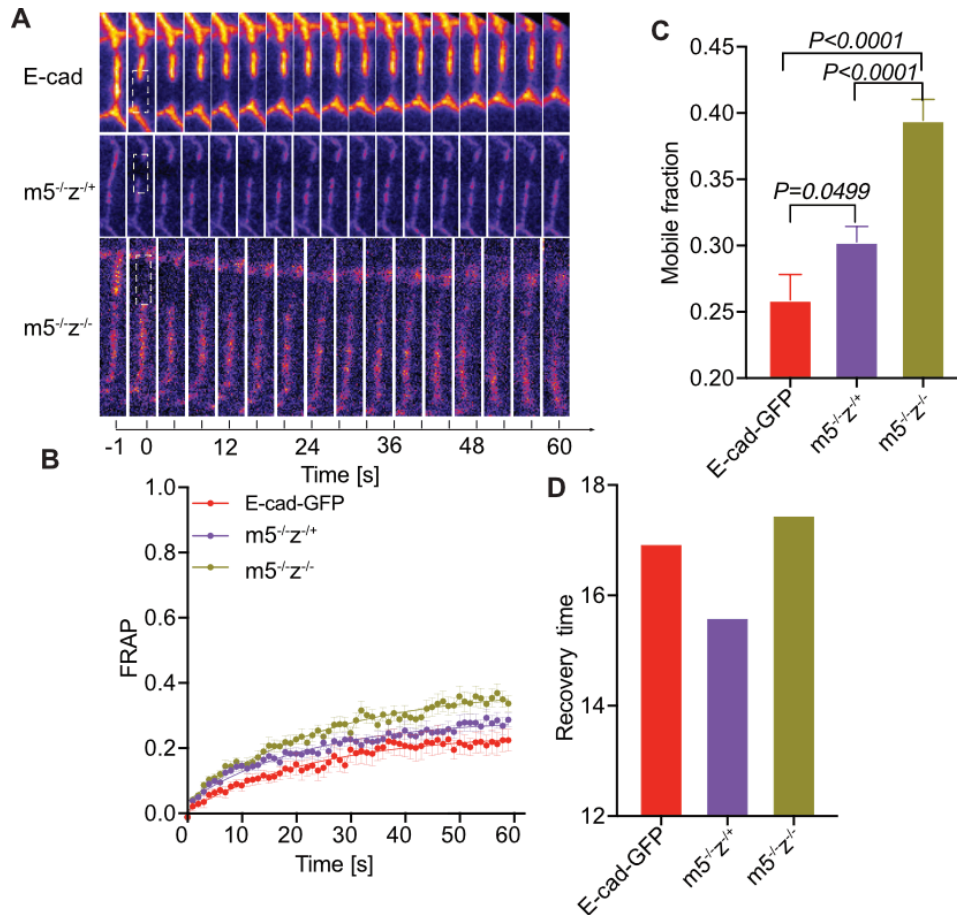 A
E-cad
m5⁻/⁻z⁻/⁺
m5⁻/⁻z⁻/⁻
-1 0 12 24 36 48 60
Time [s]
B
1.0
0.8
0.6
0.4
0.2
0.0
FRAP
E-cad-GFP
m5⁻/⁻z⁻/⁺
m5⁻/⁻z⁻/⁻
0 10 20 30 40 50 60
Time [s]
C
0.45
0.40
0.35
0.30
0.25
0.20
Mobile fraction
P<0.0001
P<0.0001
P=0.0499
E-cad-GFP
m5⁻/⁻z⁻/⁺
m5⁻/⁻z⁻/⁻
D
18
16
14
12
Recovery time
E-cad-GFP
m5⁻/⁻z⁻/⁺
m5⁻/⁻z⁻/⁻